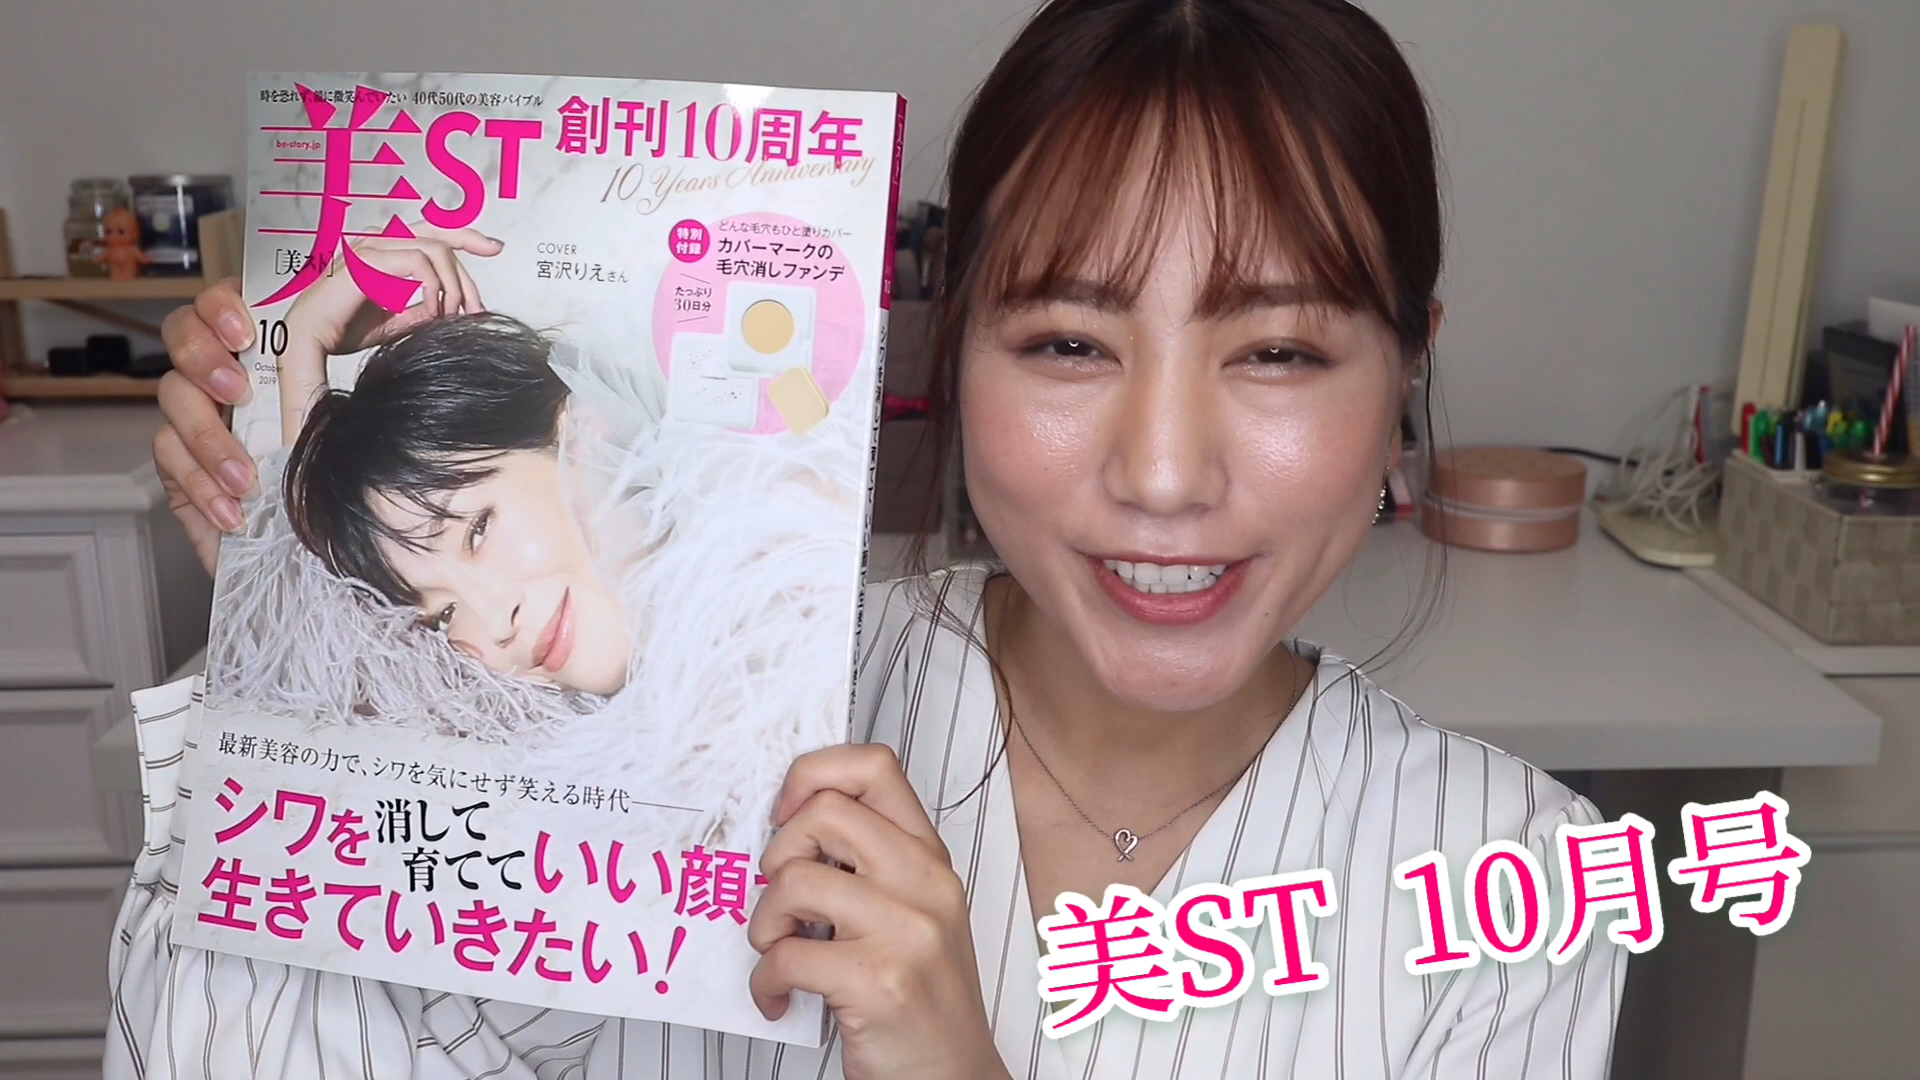 時を恐れず、顔に微笑んでいたい 40代50代の美容バイブル
美ST
be-story.jp
[美スト]
創刊10周年
10 Years Anniversary
10
October
2019
COVER
宮沢りえさん
特別
付録
どんな毛穴もひと塗りカバー
カバーマークの
毛穴消しファンデ
たっぷり
30日分
最新美容の力で、シワを気にせず笑える時代
シワを消して
育てていい顔
生きていきたい!
美ST 10月号